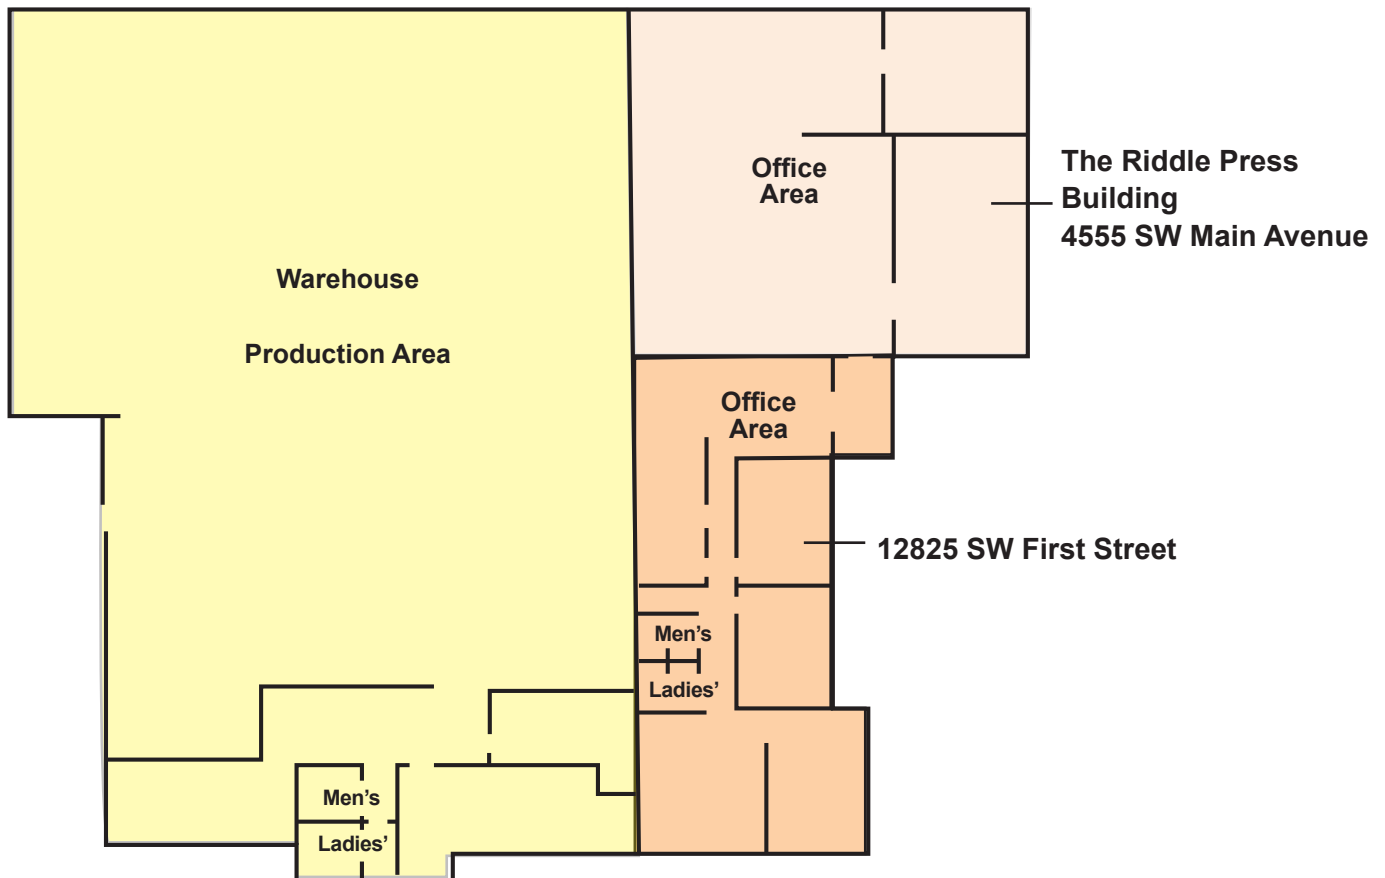 Office
Area
The Riddle Press
Building
4555 SW Main Avenue
Warehouse
Production Area
Office
Area
12825 SW First Street
Men's
Ladies'
Men's
Ladies'